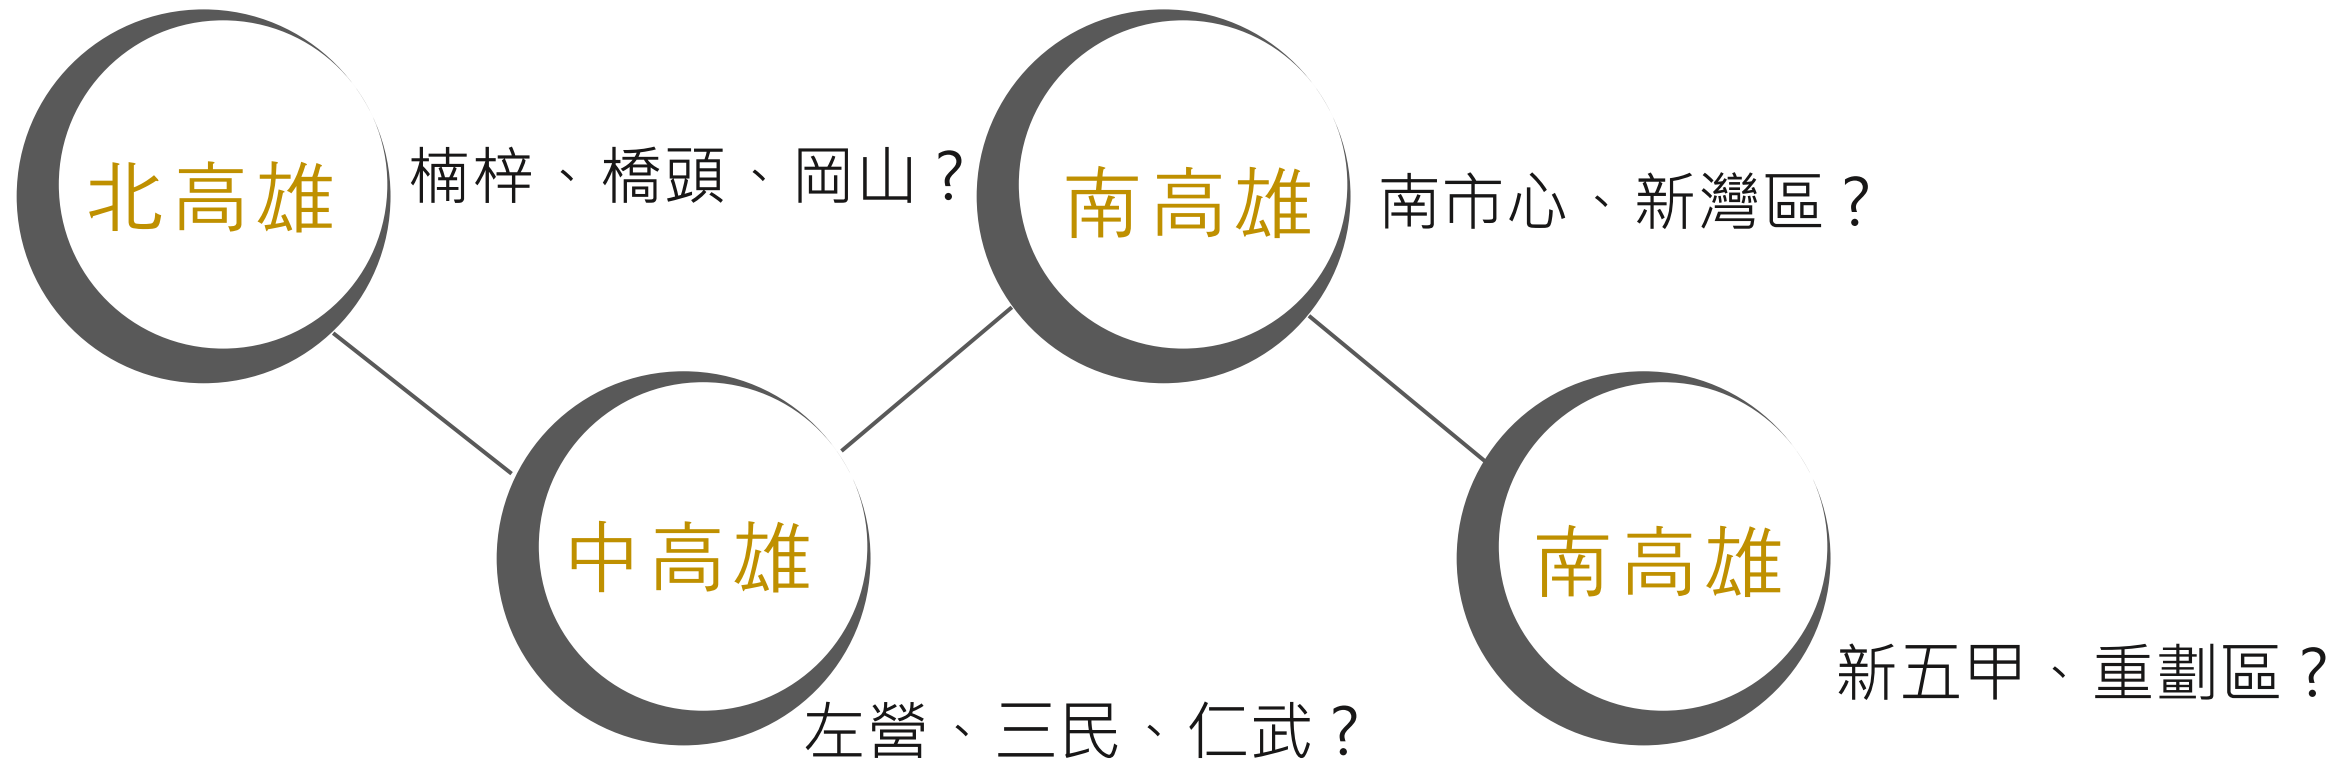 北高雄
楠梓、橋頭、岡山？
中高雄
左營、三民、仁武？
南高雄
南市心、新灣區？
南高雄
新五甲、重劃區？